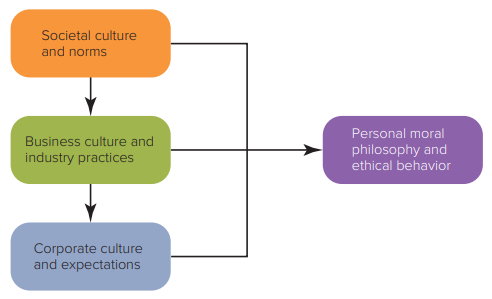 Societal culture
and norms
Business culture and
industry practices
Corporate culture
and expectations
Personal moral
philosophy and
ethical behavior